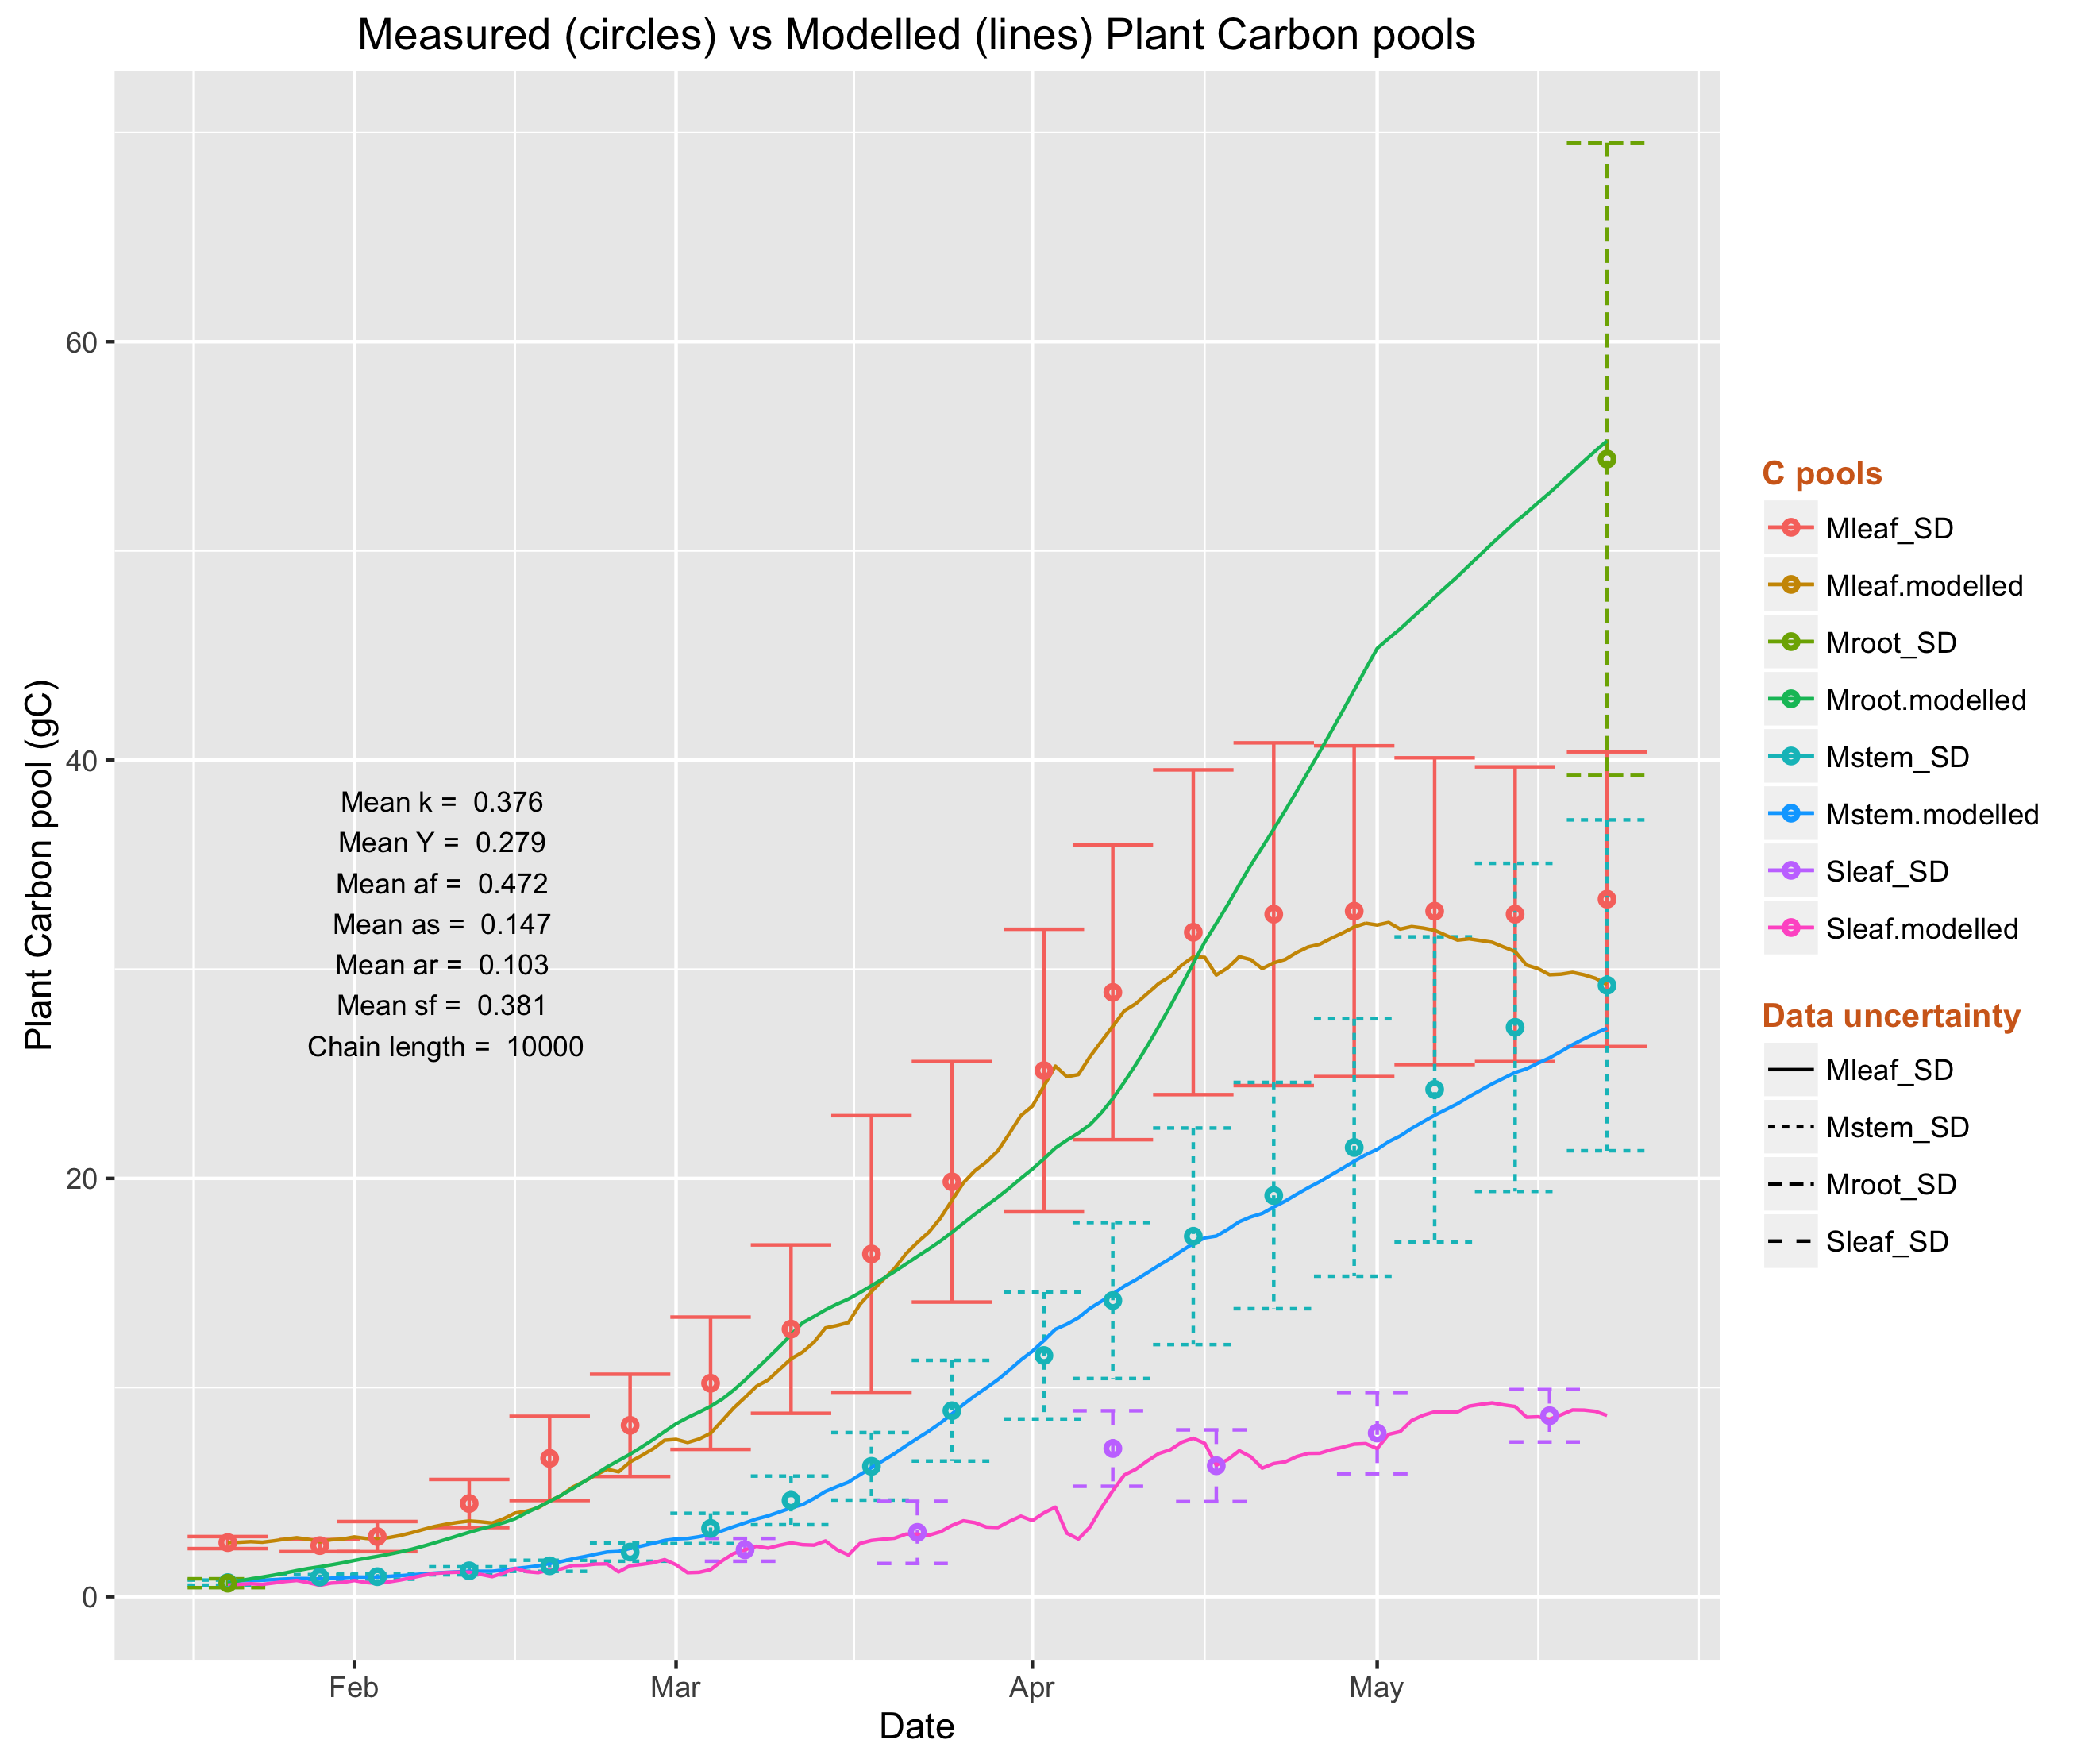 Measured (circles) vs Modelled (lines) Plant Carbon pools
Plant Carbon pool (gC)
60
40
20
0
Mean k = 0.376
Mean Y = 0.279
Mean af = 0.472
Mean as = 0.147
Mean ar = 0.103
Mean sf = 0.381
Chain length = 10000
Feb Mar Apr May
Date
C pools
Mleaf_SD
Mleaf.modelled
Mroot_SD
Mroot.modelled
Mstem_SD
Mstem.modelled
Sleaf_SD
Sleaf.modelled
Data uncertainty
Mleaf_SD
Mstem_SD
Mroot_SD
Sleaf_SD